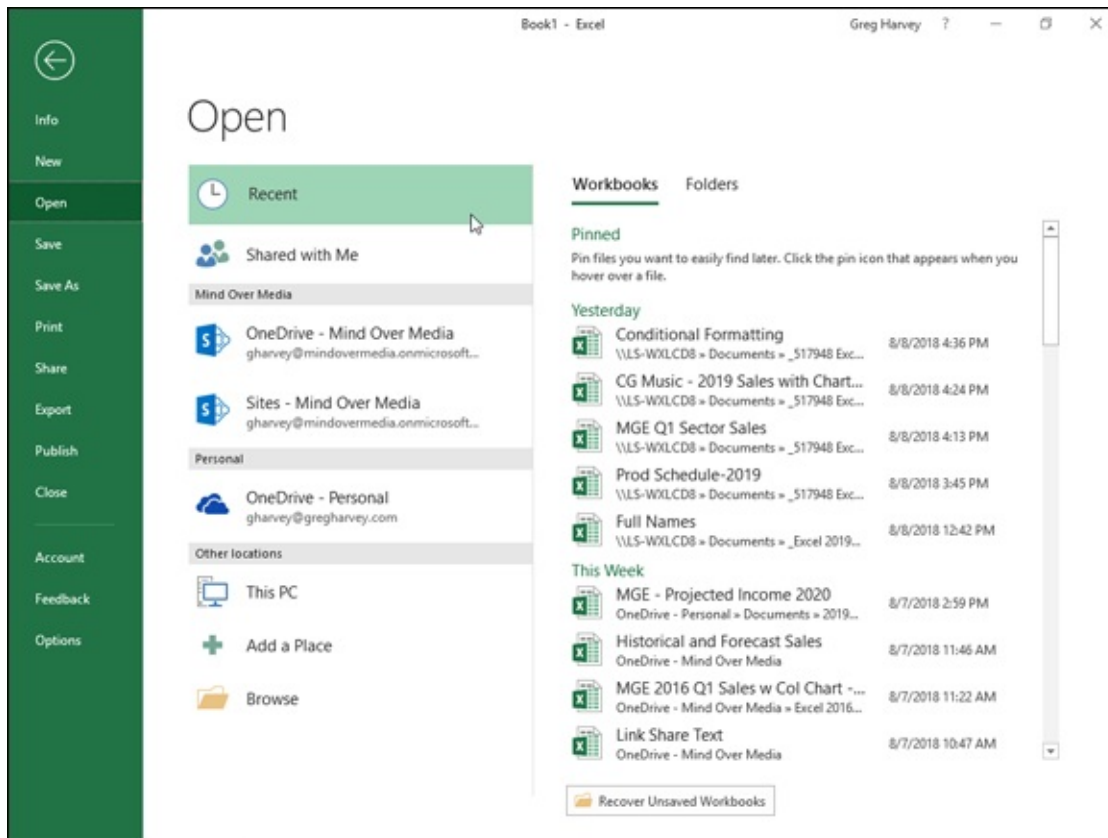 Book1 - Excel
Greg Harvey ?
Info
New
Open
Save
Save As
Print
Share
Export
Publish
Close
Account
Feedback
Options
Open
Recent
Shared with Me
Mind Over Media
OneDrive - Mind Over Media
gharvey@mindovermedia.onmicrosoft...
Sites - Mind Over Media
gharvey@mindovermedia.onmicrosoft...
Personal
OneDrive - Personal
gharvey@gregharvey.com
Other locations
This PC
Add a Place
Browse
Workbooks Folders
Pinned
Pin files you want to easily find later. Click the pin icon that appears when you
hover over a file.
Yesterday
Conditional Formatting
\\LS-WXLCD8 » Documents » _517948 Exc...
8/8/2018 4:36 PM
CG Music - 2019 Sales with Chart...
\\LS-WXLCD8 » Documents » _517948 Exc...
8/8/2018 4:24 PM
MGE Q1 Sector Sales
\\LS-WXLCD8 » Documents » _517948 Exc...
8/8/2018 4:13 PM
Prod Schedule-2019
\\LS-WXLCD8 » Documents » _517948 Exc...
8/8/2018 3:45 PM
Full Names
\\LS-WXLCD8 » Documents » _Excel 2019...
8/8/2018 12:42 PM
This Week
MGE - Projected Income 2020
OneDrive - Personal » Documents » 2019...
8/7/2018 2:59 PM
Historical and Forecast Sales
OneDrive - Mind Over Media
8/7/2018 11:46 AM
MGE 2016 Q1 Sales w Col Chart -...
OneDrive - Mind Over Media » Excel 2016...
8/7/2018 11:22 AM
Link Share Text
OneDrive - Mind Over Media
8/7/2018 10:47 AM
Recover Unsaved Workbooks